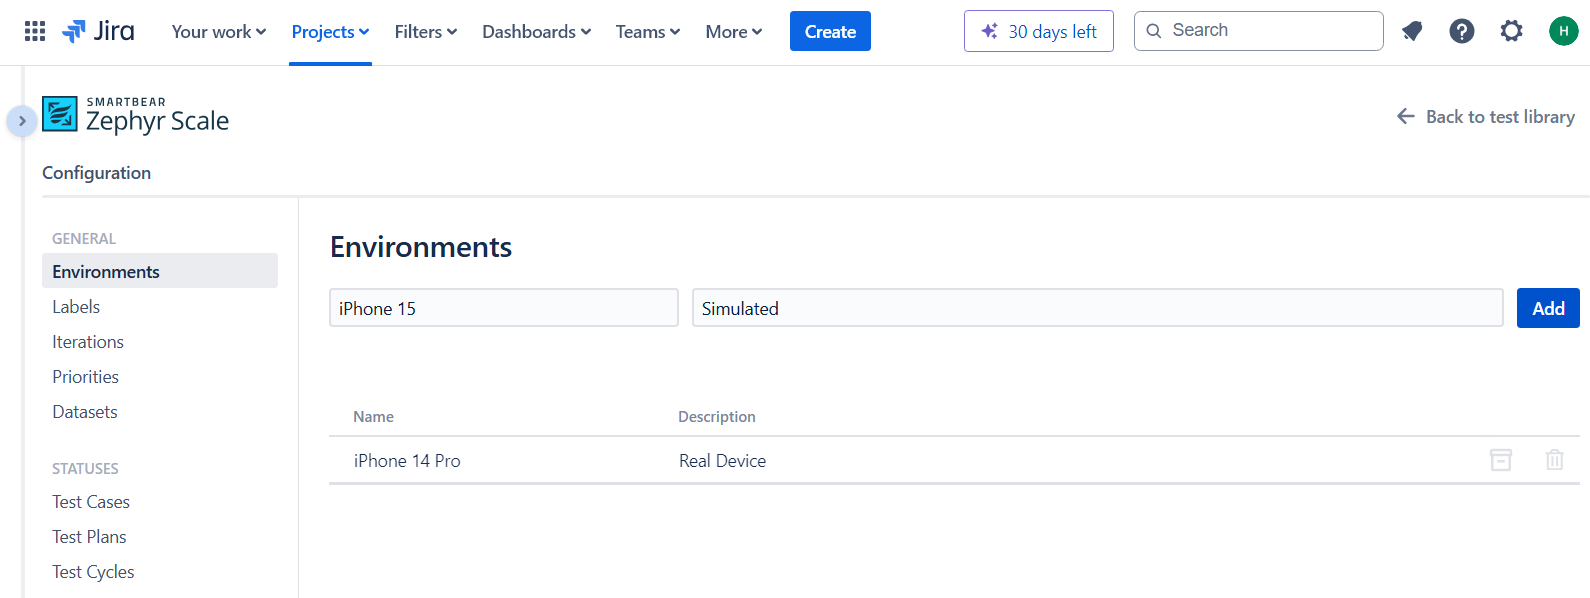 Jira Your work Projects Filters Dashboards Teams More Create 30 days left Search ? H
SMARTBEAR
Zephyr Scale
Back to test library
Configuration
GENERAL
Environments
Labels
Iterations
Priorities
Datasets
STATUSES
Test Cases
Test Plans
Test Cycles
Environments
iPhone 15 Simulated Add
Name Description
iPhone 14 Pro Real Device